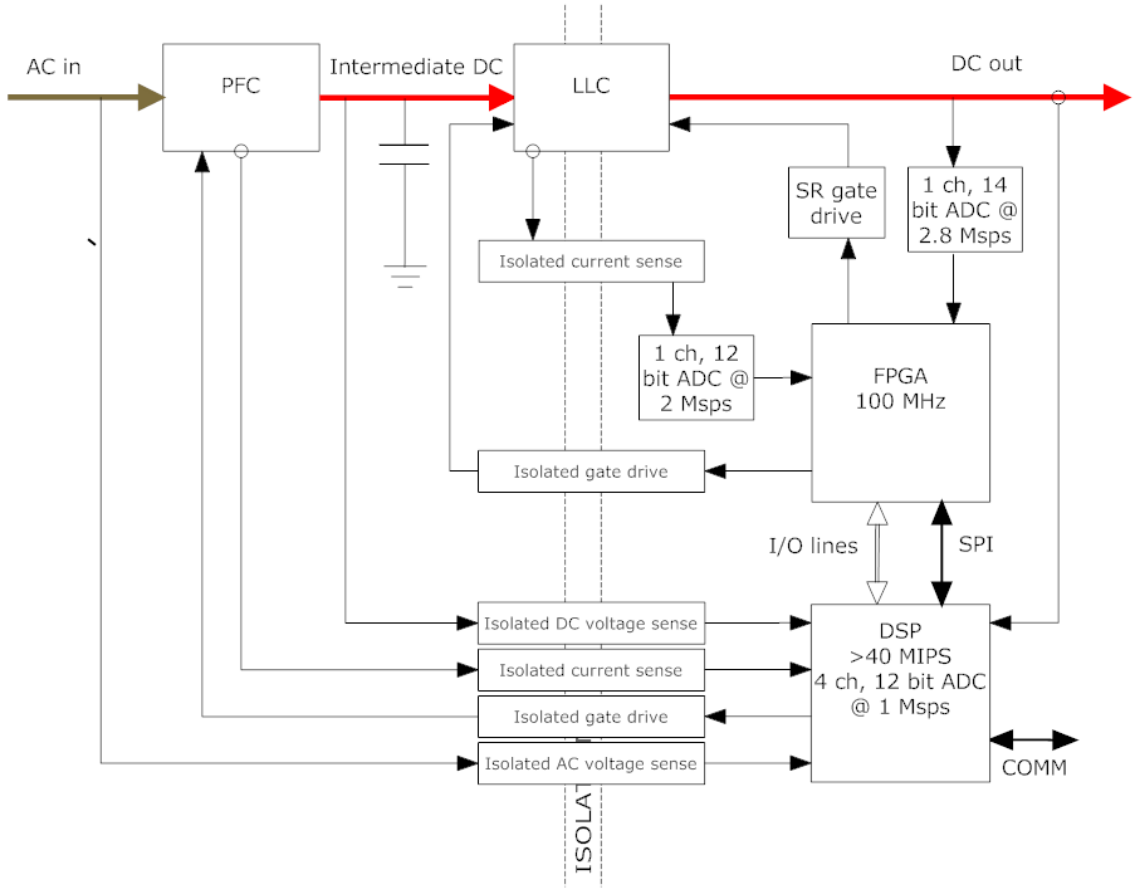 AC in
PFC
Intermediate DC
LLC
DC out
SR gate
drive
1 ch, 14
bit ADC @
2.8 Msps
Isolated current sense
1 ch, 12
bit ADC @
2 Msps
FPGA
100 MHz
Isolated gate drive
I/O lines
SPI
Isolated DC voltage sense
Isolated current sense
Isolated gate drive
Isolated AC voltage sense
DSP
>40 MIPS
4 ch, 12 bit ADC
@ 1 Msps
COMM
ISOLAT